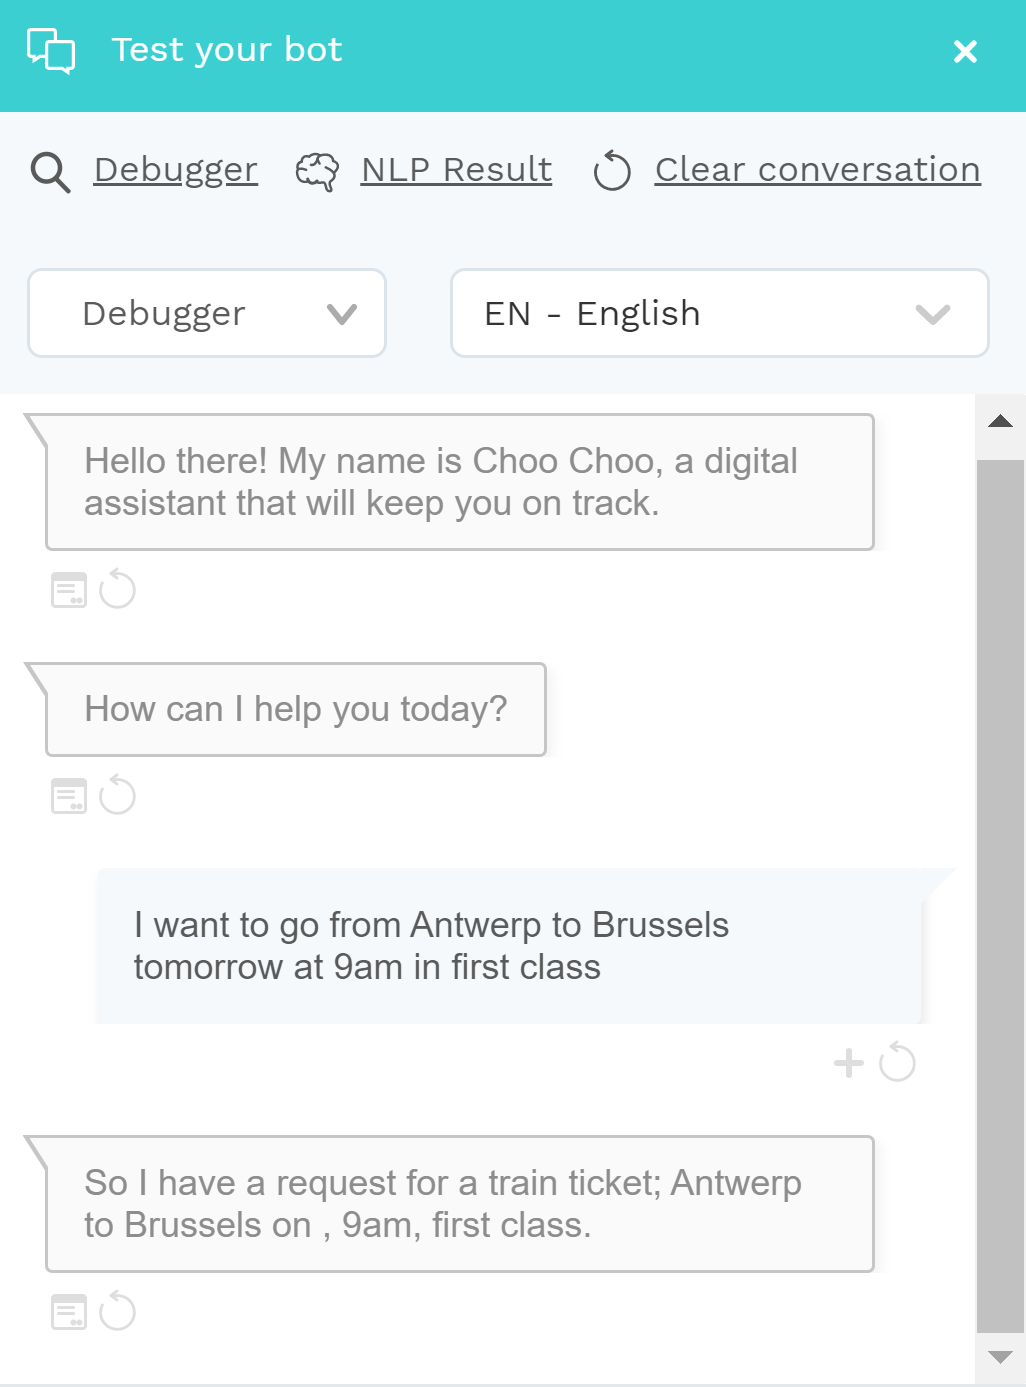 Test your bot
Debugger NLP Result Clear conversation
Debugger EN - English
Hello there! My name is Choo Choo, a digital
assistant that will keep you on track.
How can I help you today?
I want to go from Antwerp to Brussels
tomorrow at 9am in first class
So I have a request for a train ticket; Antwerp
to Brussels on , 9am, first class.